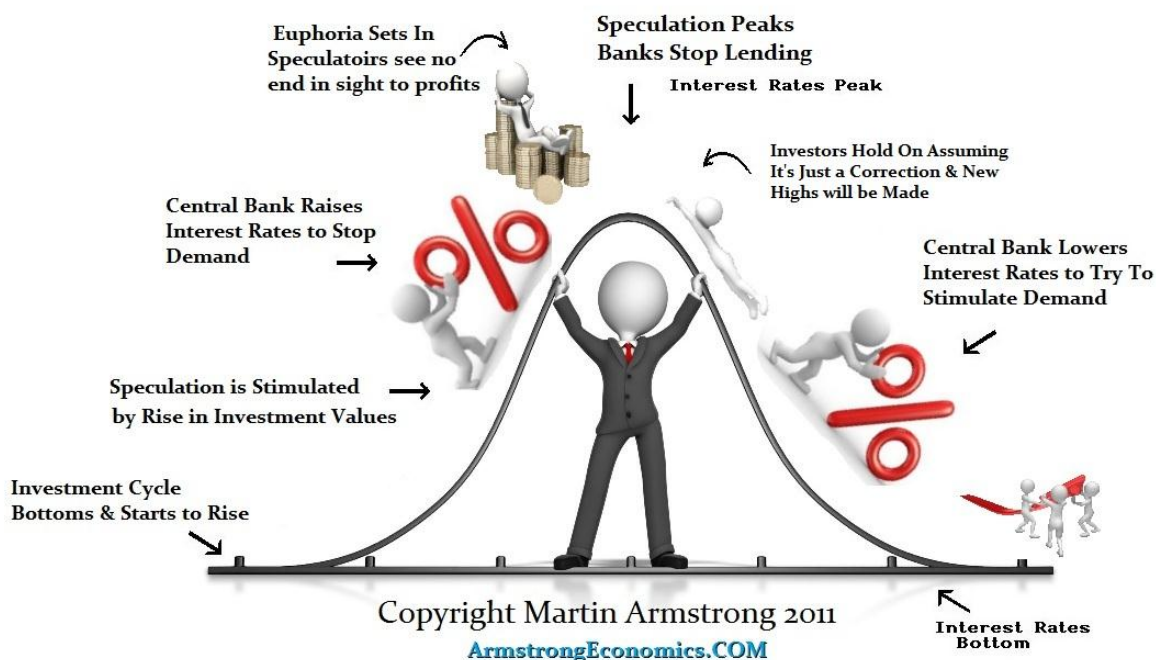 Euphoria Sets In
Speculatoirs see no
end in sight to profits
Speculation Peaks
Banks Stop Lending
Interest Rates Peak
Investors Hold On Assuming
It's Just a Correction & New
Highs will be Made
Central Bank Raises
Interest Rates to Stop
Demand
Central Bank Lowers
Interest Rates to Try To
Stimulate Demand
Speculation is Stimulated
by Rise in Investment Values
Investment Cycle
Bottoms & Starts to Rise
Copyright Martin Armstrong 2011
ArmstrongEconomics.COM
Interest Rates
Bottom